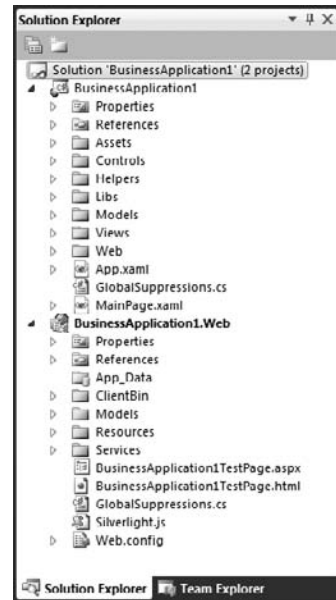 Solution Explorer
Solution 'BusinessApplication1' (2 projects)
BusinessApplication1
Properties
References
Assets
Controls
Helpers
Libs
Models
Views
Web
App.xaml
GlobalSuppressions.cs
MainPage.xaml
BusinessApplication1.Web
Properties
References
App_Data
ClientBin
Models
Resources
Services
BusinessApplication1TestPage.aspx
BusinessApplication1TestPage.html
GlobalSuppressions.cs
Silverlight.js
Web.config
Solution Explorer Team Explorer